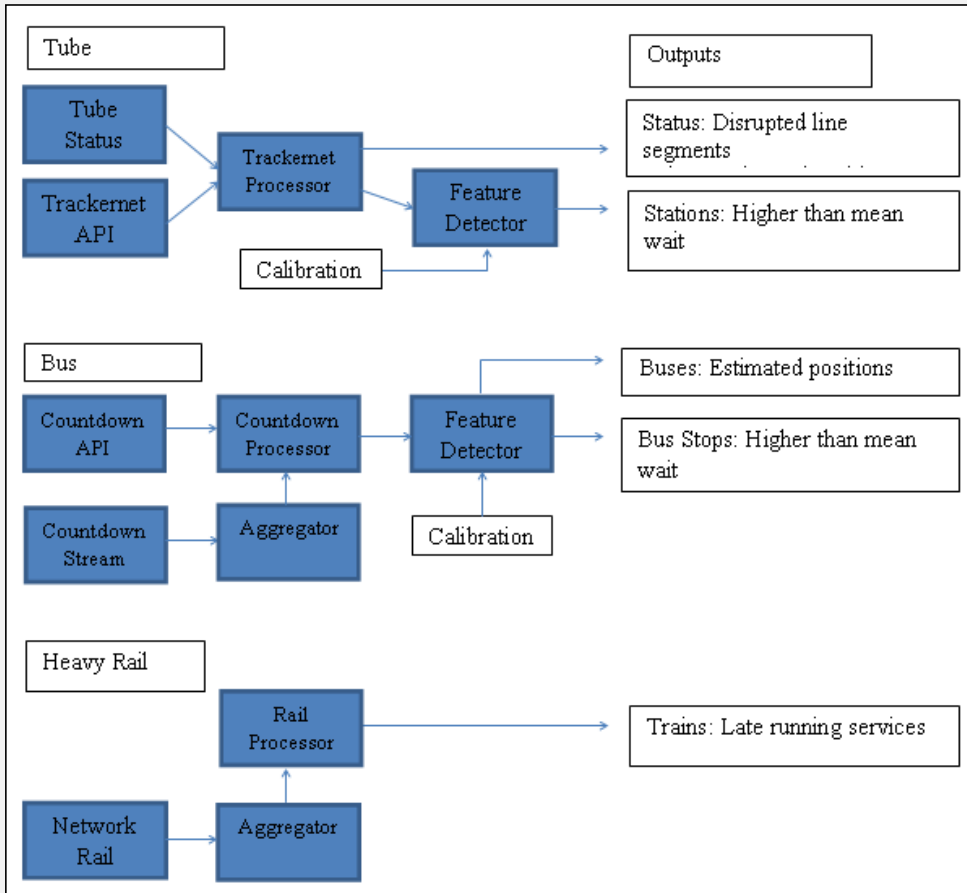 Tube
Outputs
Tube
Status
Status: Disrupted line
segments
Trackernet
Processor
Trackernet
API
Feature
Detector
Stations: Higher than mean
wait
Calibration
Bus
Buses: Estimated positions
Countdown
API
Countdown
Processor
Feature
Detector
Bus Stops: Higher than mean
wait
Countdown
Stream
Aggregator
Calibration
Heavy Rail
Rail
Processor
Trains: Late running services
Network
Rail
Aggregator